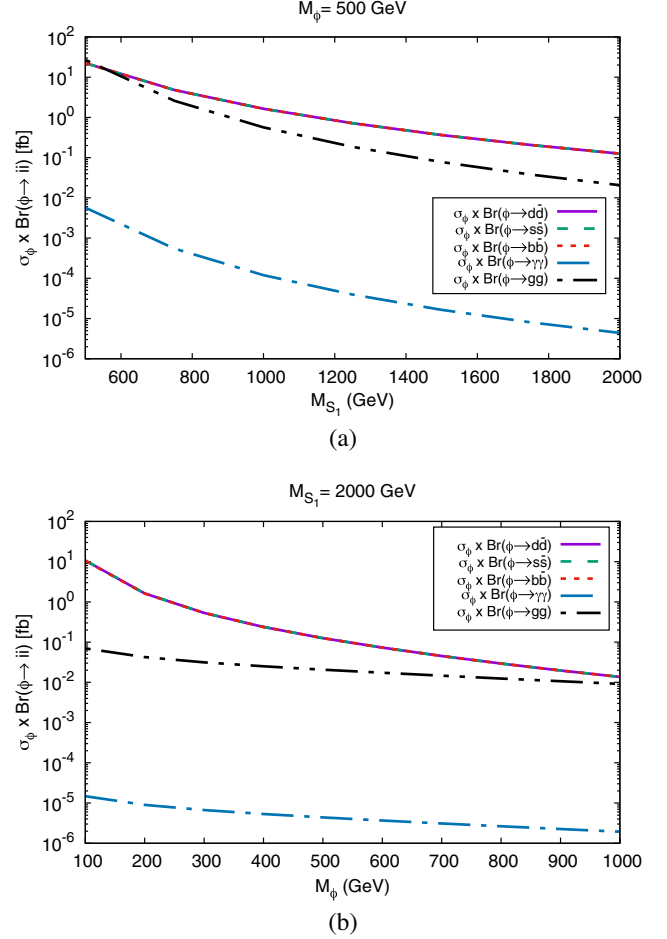 M_ϕ= 500 GeV
σ_ϕ x Br(ϕ→ ii) [fb]
10^2
10^1
10^0
10^-1
10^-2
10^-3
10^-4
10^-5
10^-6
σ_ϕ x Br(ϕ→dd̄)
σ_ϕ x Br(ϕ→ss̄)
σ_ϕ x Br(ϕ→bb̄)
σ_ϕ x Br(ϕ→γγ)
σ_ϕ x Br(ϕ→gg)
600 800 1000 1200 1400 1600 1800 2000
M_S_1 (GeV)
(a)
M_S_1= 2000 GeV
σ_ϕ x Br(ϕ→ ii) [fb]
10^2
10^1
10^0
10^-1
10^-2
10^-3
10^-4
10^-5
10^-6
σ_ϕ x Br(ϕ→dd̄)
σ_ϕ x Br(ϕ→ss̄)
σ_ϕ x Br(ϕ→bb̄)
σ_ϕ x Br(ϕ→γγ)
σ_ϕ x Br(ϕ→gg)
100 200 300 400 500 600 700 800 900 1000
M_ϕ (GeV)
(b)